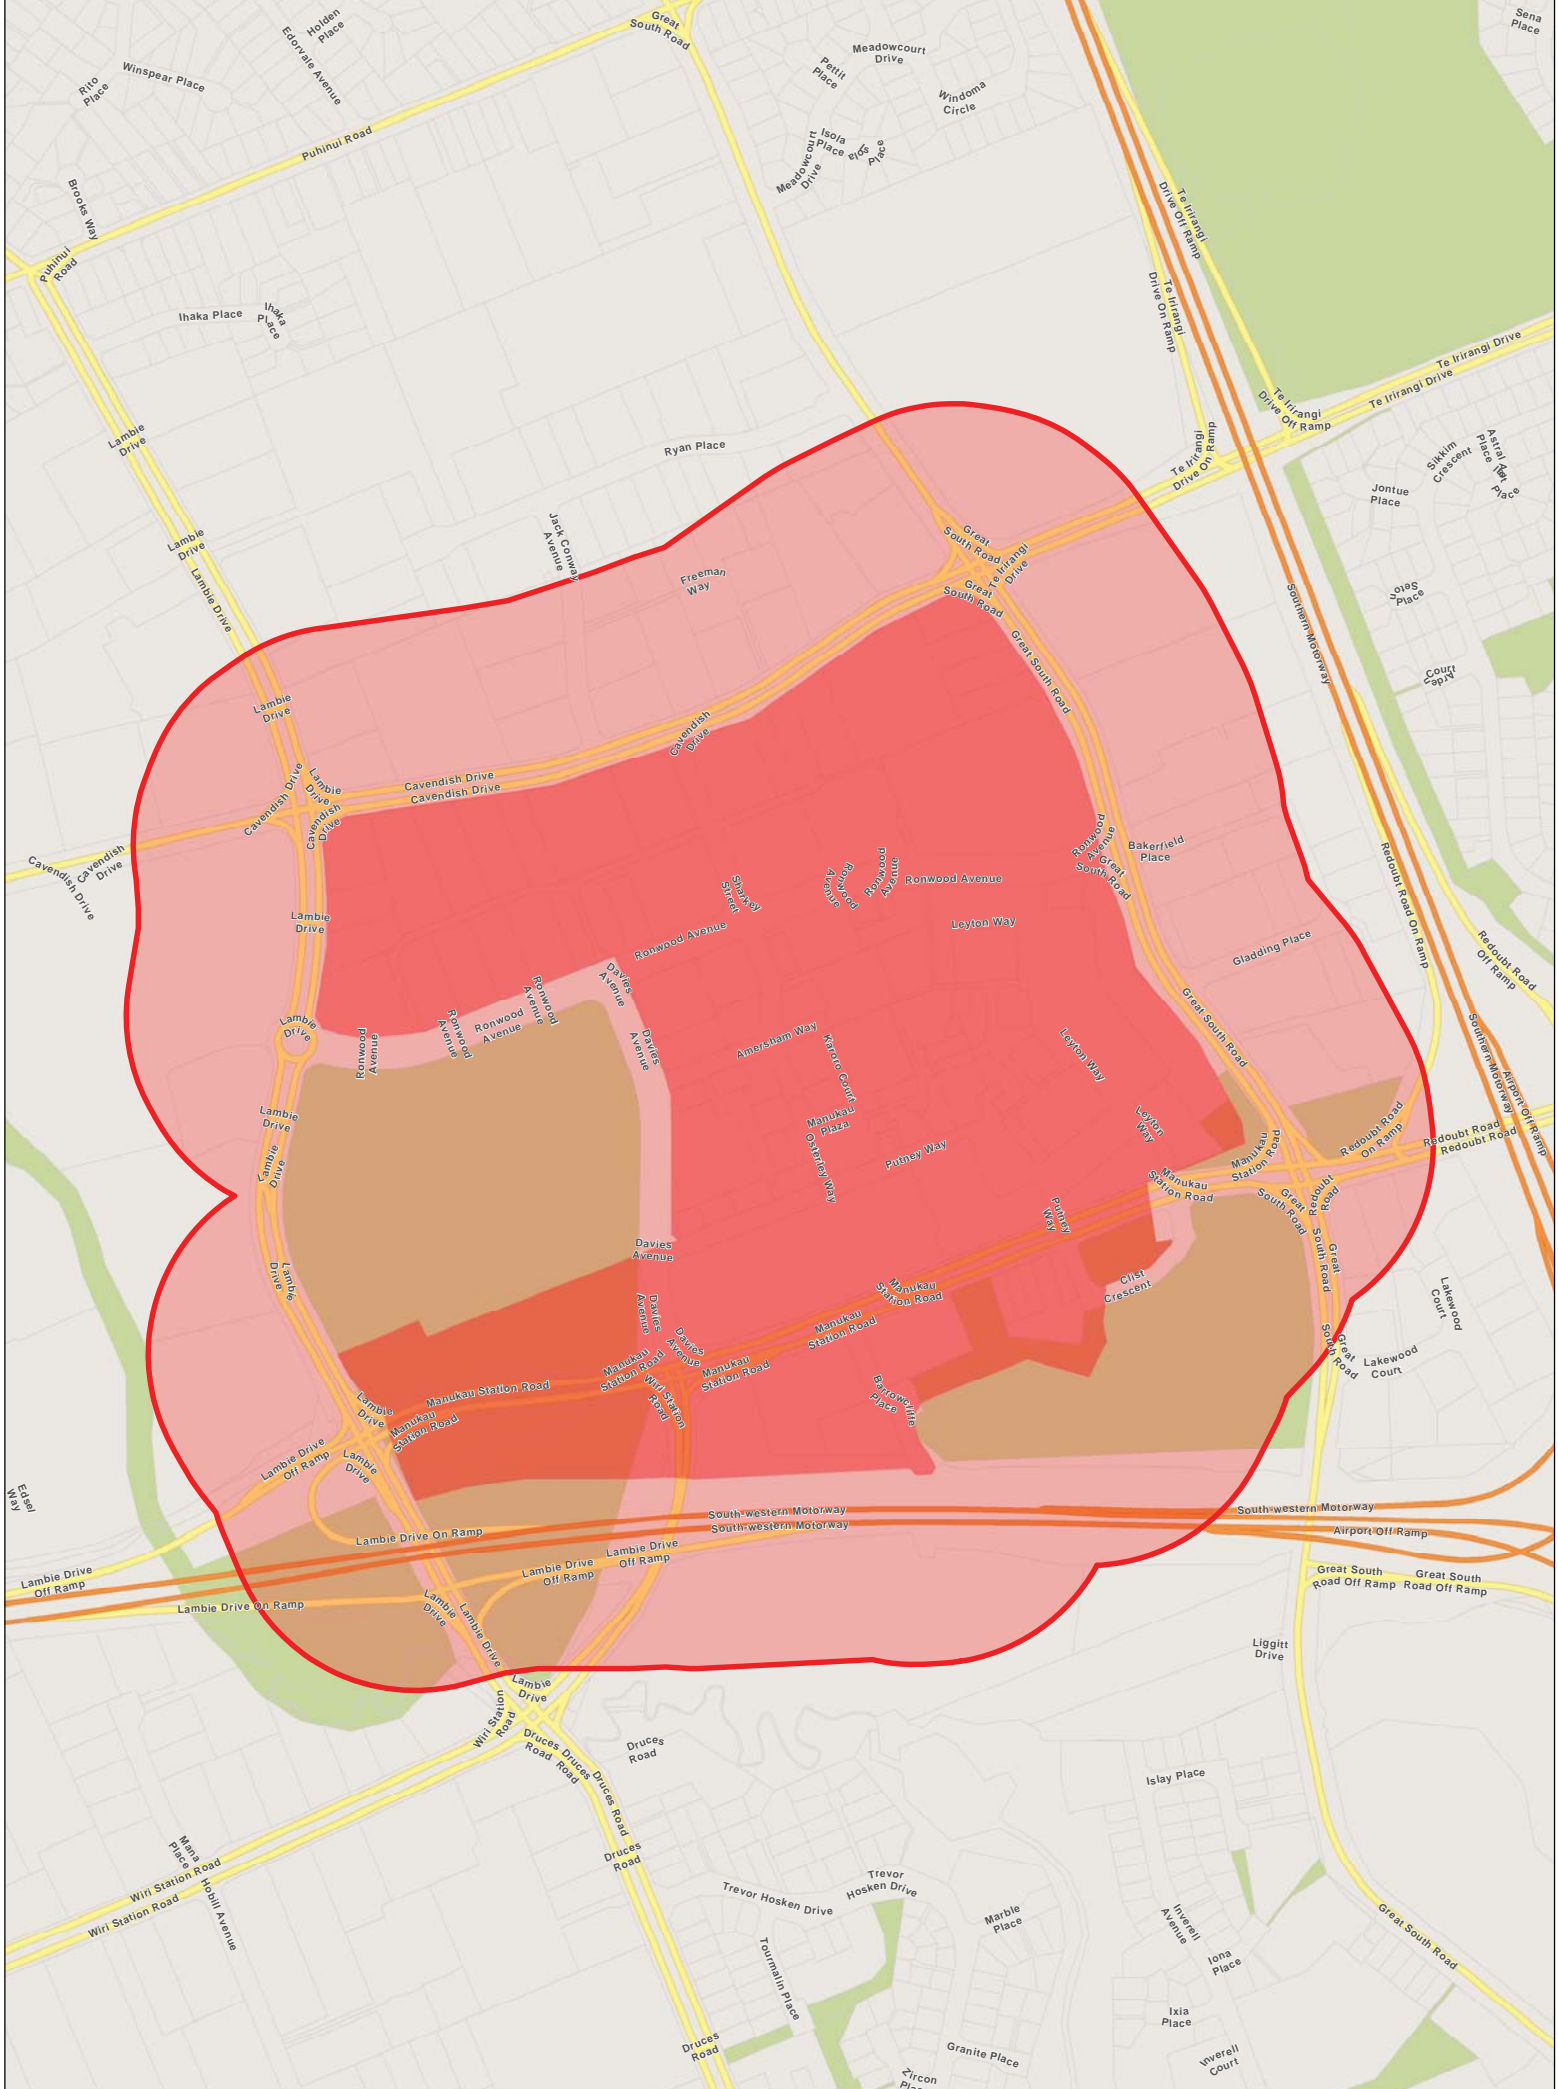 Holden
Place
Edorvale Avenue
Winspear Place
Rito
Place
Puhinui Road
Brooks Way
Puhinui
Road
Ihaka Place
Ihaka
Place
Great
South Road
Pettit
Place
Meadowcourt
Drive
Windoma
Circle
Isola
Place
Isola
Place
Meadowcourt
Drive
Sena
Place
Te Irirangi
Drive Off Ramp
Te Irirangi
Drive On Ramp
Te Irirangi Drive
Te Irirangi Drive
Te Irirangi
Drive Off Ramp
Te Irirangi
Drive On Ramp
Lambie
Drive
Ryan Place
Sikkim
Crescent
Astral
Place
Place
Jontue
Place
Jack Conway
Avenue
Lambie
Drive
Lambie Drive
Freeman
Way
Great
South Road
Te Irirangi
Drive
Great
South Road
Seton
Place
Southern Motorway
Great South Road
Arden
Court
Lambie
Drive
Cavendish
Drive
Cavendish Drive
Cavendish Drive
Cavendish Drive
Lambie
Drive
Cavendish
Drive
Cavendish
Drive
Cavendish Drive
Ronwood
Avenue
Great
South Road
Bakerfield
Place
Redoubt Road On Ramp
Sharkey
Street
Ronwood
Avenue
Ronwood
Avenue
Ronwood Avenue
Leyton Way
Lambie
Drive
Ronwood Avenue
Gladding Place
Redoubt Road
Off Ramp
Davies
Avenue
Ronwood
Avenue
Ronwood
Avenue
Ronwood
Avenue
Ronwood
Avenue
Lambie
Drive
Davies
Avenue
Amersham Way
Karoro Court
Leyton Way
Great South Road
Southern Motorway
Airport Off Ramp
Lambie
Drive
Manukau
Plaza
Leyton
Way
Manukau
Station Road
Redoubt Road
On Ramp
Redoubt Road
Redoubt Road
Lambie
Drive
Osterley Way
Putney Way
Manukau
Station Road
Great
South Road
Redoubt
Road
Putney
Way
Davies
Avenue
Lambie
Drive
Great
South Road
Clist
Crescent
Manukau
Station Road
Davies
Avenue
Lakewood
Court
Manukau
Station Road
Davies
Avenue
Manukau
Station Road
Manukau
Station Road
Great
South Road
Lakewood
Court
Manukau Station Road
Wiri Station
Road
Barrowcliffe
Place
Lambie
Drive
Manukau
Station Road
Lambie Drive
Off Ramp
Lambie
Drive
Edsel
Way
South-western Motorway
South-western Motorway
South-western Motorway
Airport Off Ramp
Lambie Drive On Ramp
Lambie Drive
Off Ramp
Lambie Drive
Off Ramp
Lambie Drive
Off Ramp
Great South
Road Off Ramp
Great South
Road Off Ramp
Lambie Drive On Ramp
Lambie
Drive
Lambie Drive
Liggitt
Drive
Lambie
Drive
Wiri Station
Road
Druces
Road
Druces
Road
Druces
Road
Druces Road
Islay Place
Mana
Place
Wiri Station Road
Wiri Station Road
Hobill Avenue
Druces
Road
Trevor Hosken Drive
Trevor
Hosken Drive
Marble
Place
Inverell
Avenue
Iona
Place
Great South Road
Tourmalin Place
Ixia
Place
Druces
Road
Granite Place
Inverell
Court
Zircon